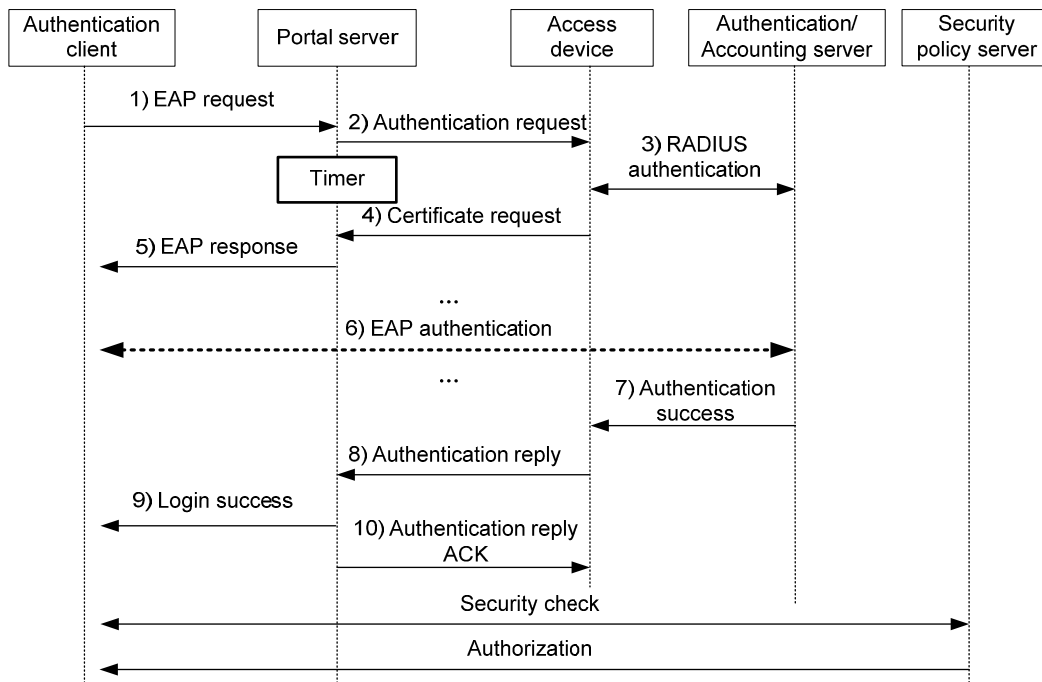 Authentication
client
Portal server
Access
device
Authentication/
Accounting server
Security
policy server
1) EAP request
2) Authentication request
3) RADIUS
authentication
Timer
4) Certificate request
5) EAP response
...
6) EAP authentication
...
7) Authentication
success
8) Authentication reply
9) Login success
10) Authentication reply
ACK
Security check
Authorization